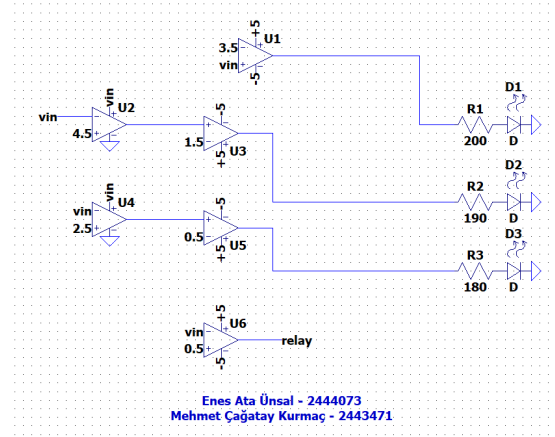 +5
U1
3.5
vin
-5
D1
vin
U2
vin
4.5
-5
R1
200
D
1.5
U3
+5
D2
vin
U4
vin
2.5
-5
R2
190
D
0.5
U5
+5
D3
R3
180
D
+5
U6
vin
0.5
relay
-5
Enes Ata Ünsal - 2444073
Mehmet Çağatay Kurmaç - 2443471